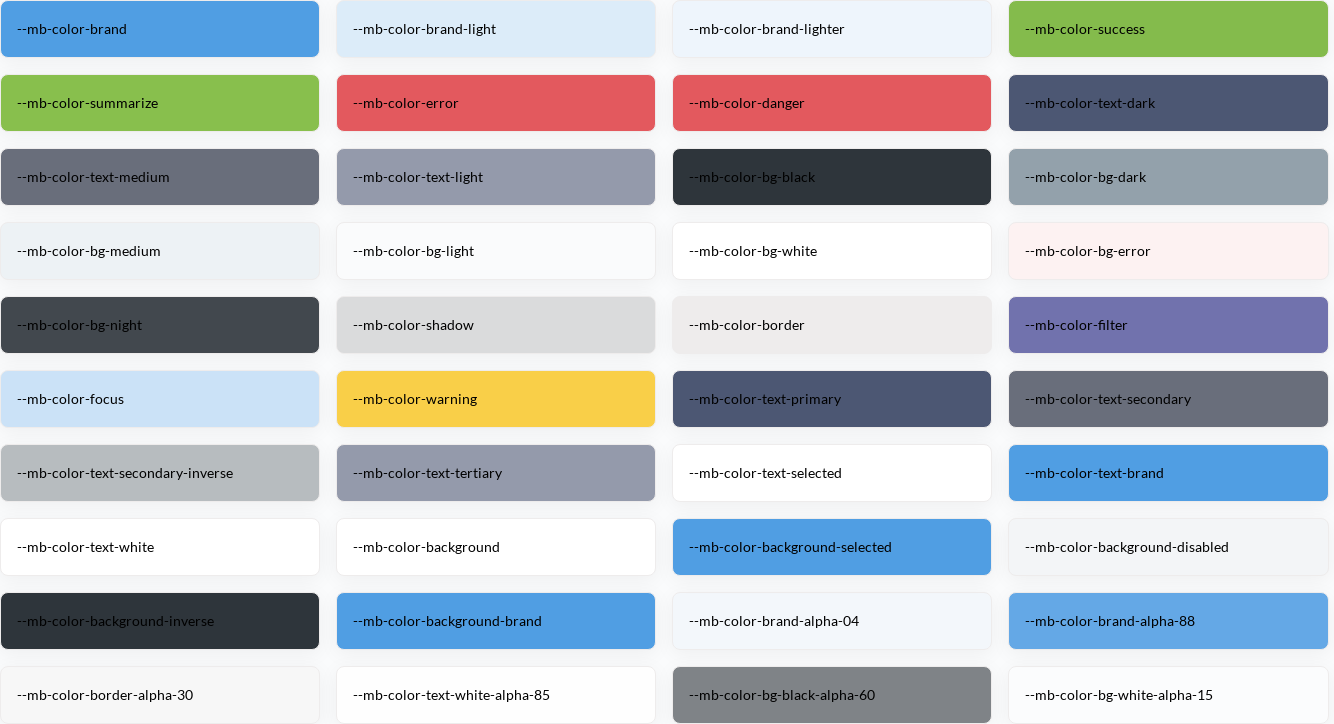 --mb-color-brand
--mb-color-brand-light
--mb-color-brand-lighter
--mb-color-success
--mb-color-summarize
--mb-color-error
--mb-color-danger
--mb-color-text-dark
--mb-color-text-medium
--mb-color-text-light
--mb-color-bg-black
--mb-color-bg-dark
--mb-color-bg-medium
--mb-color-bg-light
--mb-color-bg-white
--mb-color-bg-error
--mb-color-bg-night
--mb-color-shadow
--mb-color-border
--mb-color-filter
--mb-color-focus
--mb-color-warning
--mb-color-text-primary
--mb-color-text-secondary
--mb-color-text-secondary-inverse
--mb-color-text-tertiary
--mb-color-text-selected
--mb-color-text-brand
--mb-color-text-white
--mb-color-background
--mb-color-background-selected
--mb-color-background-disabled
--mb-color-background-inverse
--mb-color-background-brand
--mb-color-brand-alpha-04
--mb-color-brand-alpha-88
--mb-color-border-alpha-30
--mb-color-text-white-alpha-85
--mb-color-bg-black-alpha-60
--mb-color-bg-white-alpha-15